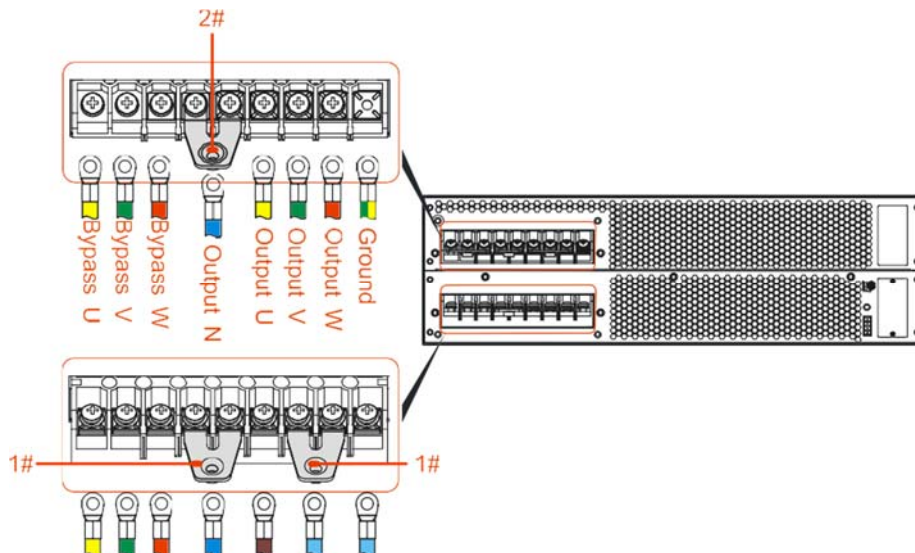 2#
Bypass U
Bypass V
Bypass W
Output N
Output U
Output V
Output W
Ground
1#
1#